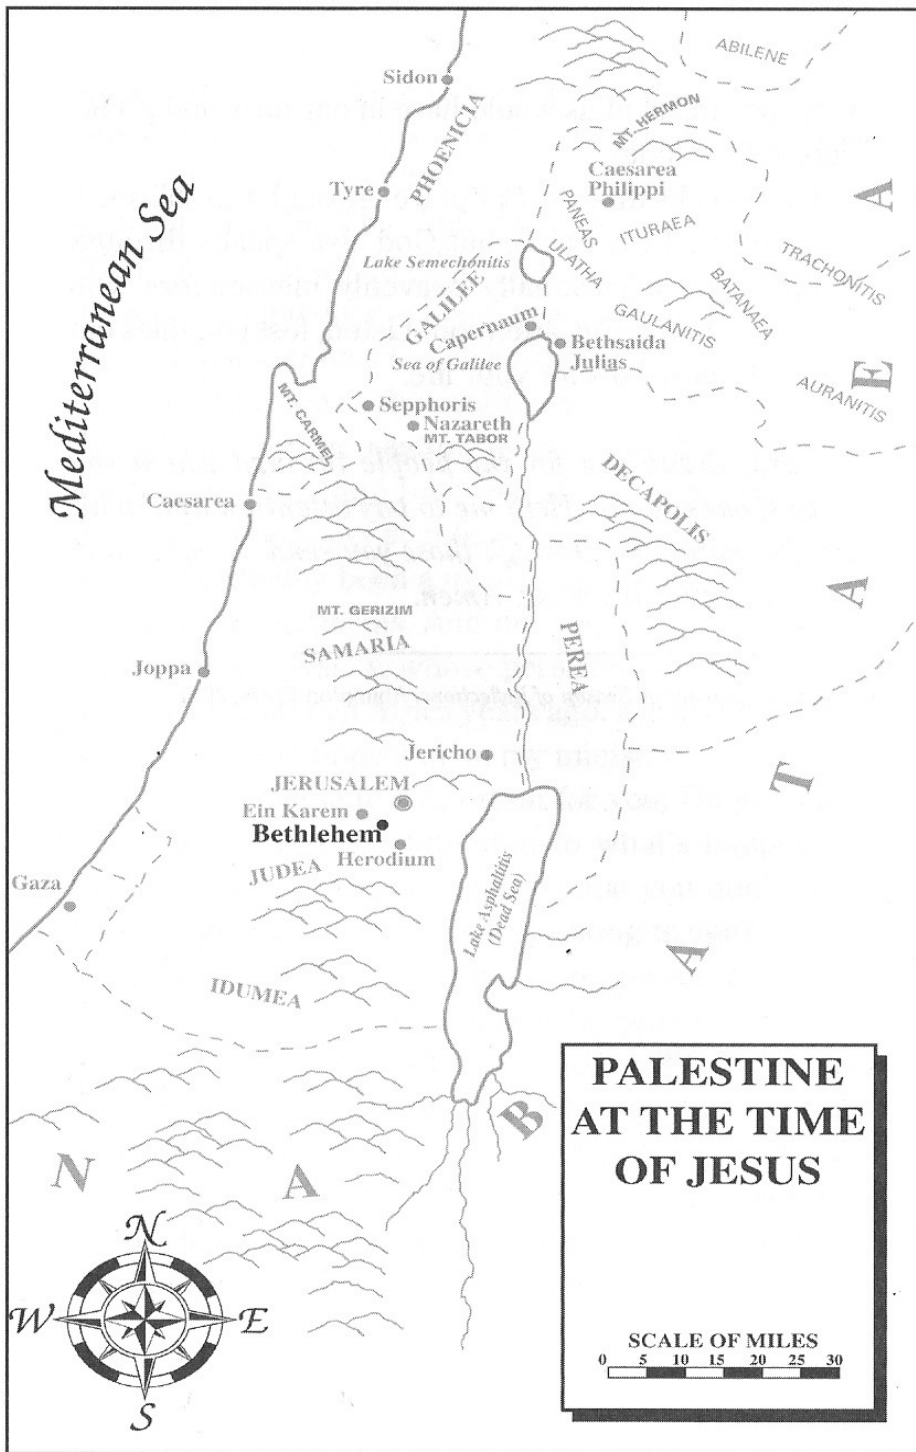 ABILENE
Sidon
PHOENICIA
MT. HERMON
Caesarea
Philippi
Tyre
Mediterranean Sea
PANEAS
ITURAEA
ULATHA
TRACHONITIS
Lake Semechonitis
GALILEE
BATANAEA
GAULANITIS
Capernaum
Bethsaida
Julias
Sea of Galilee
AURANITIS
MT. CARMEL
Sepphoris
Nazareth
MT. TABOR
DECAPOLIS
Caesarea
MT. GERIZIM
SAMARIA
PEREA
Joppa
Jericho
JERUSALEM
Ein Karem
Bethlehem
Herodium
JUDEA
Gaza
Lake Asphaltitis
(Dead Sea)
IDUMEA
N A B A T A E A
PALESTINE
AT THE TIME
OF JESUS
SCALE OF MILES
0 5 10 15 20 25 30
N
W E
S